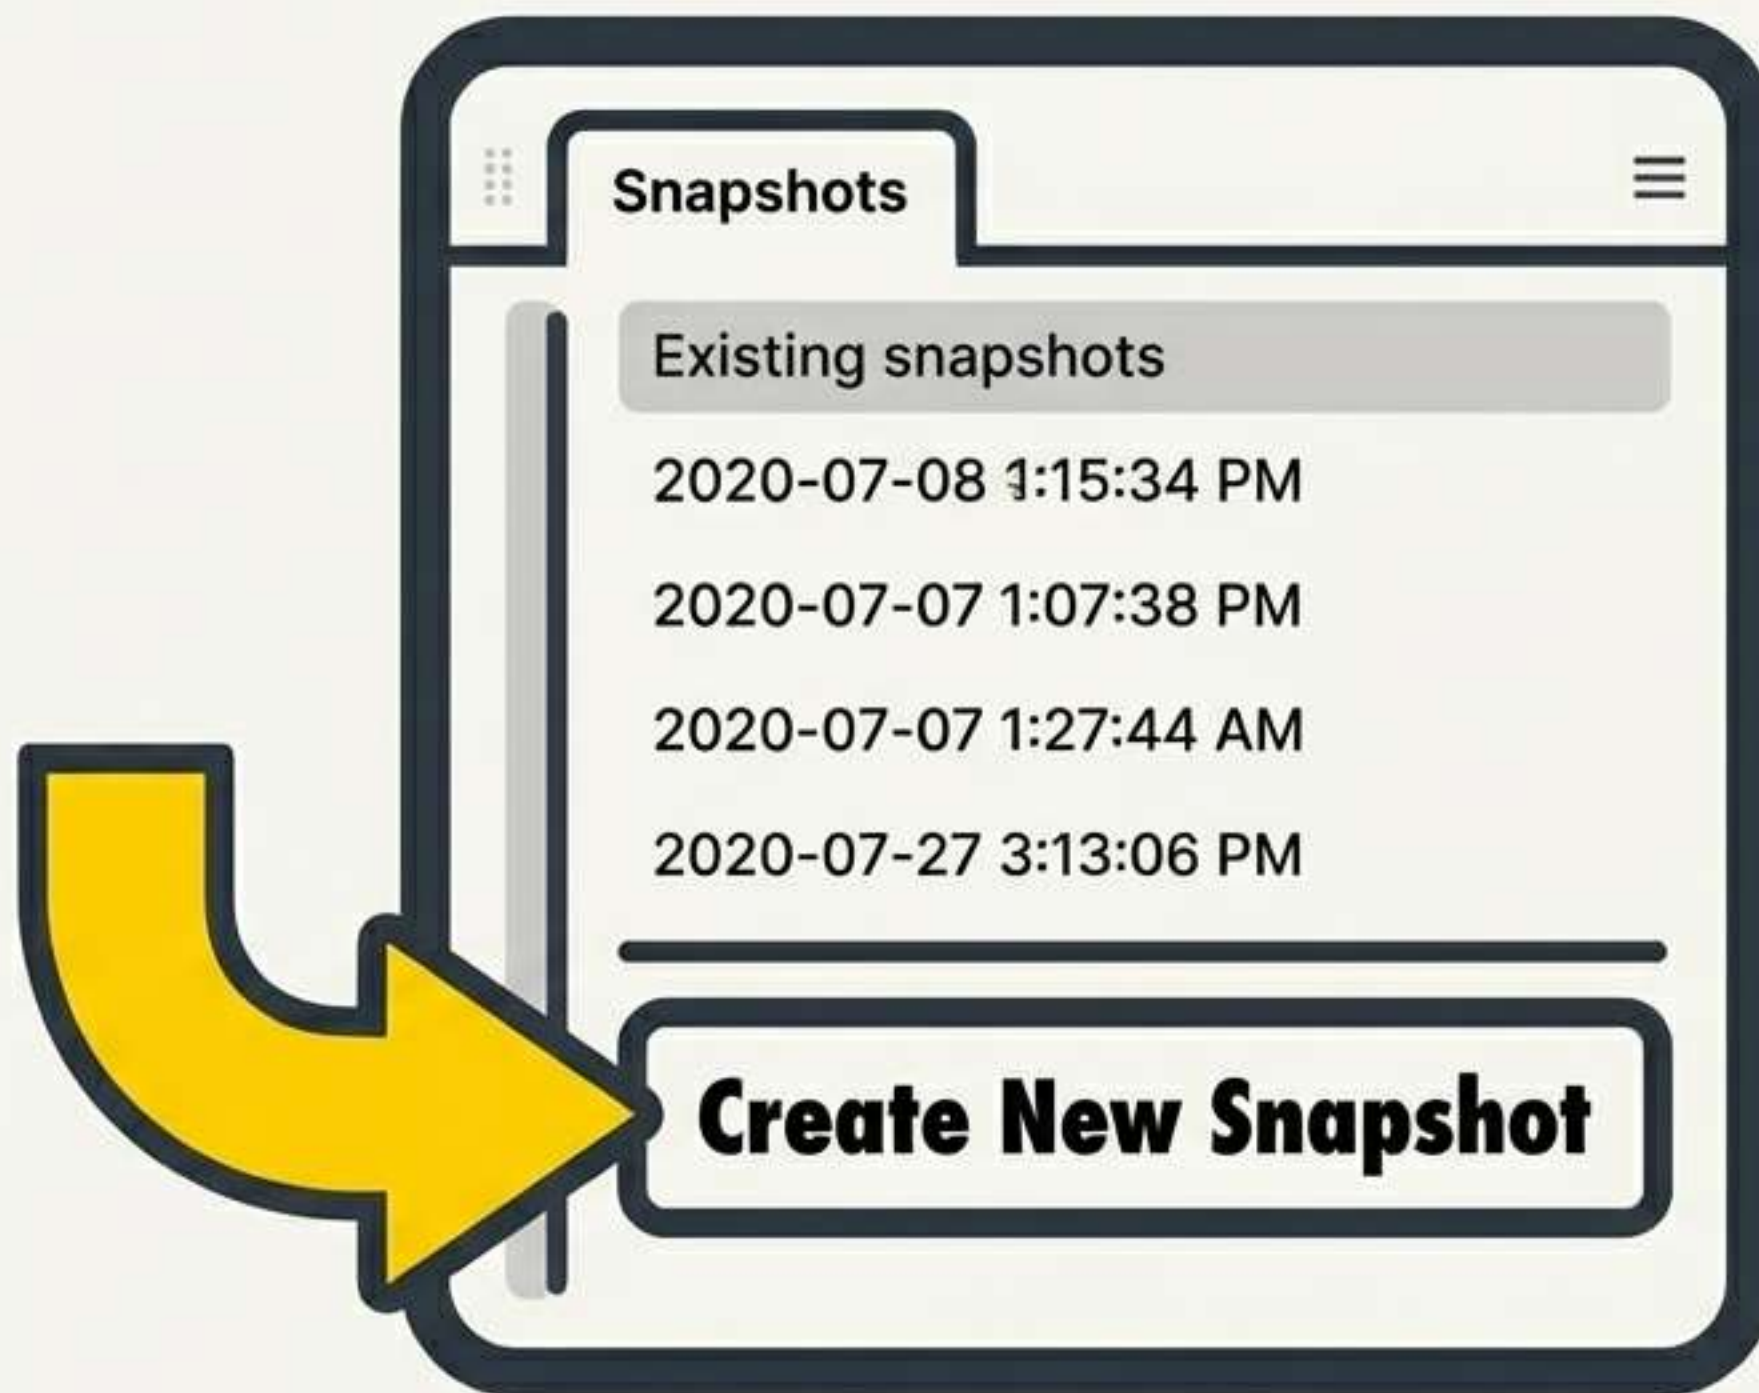 Snapshots
Existing snapshots
2020-07-08 1:15:34 PM
2020-07-07 1:07:38 PM
2020-07-07 1:27:44 AM
2020-07-27 3:13:06 PM
Create New Snapshot